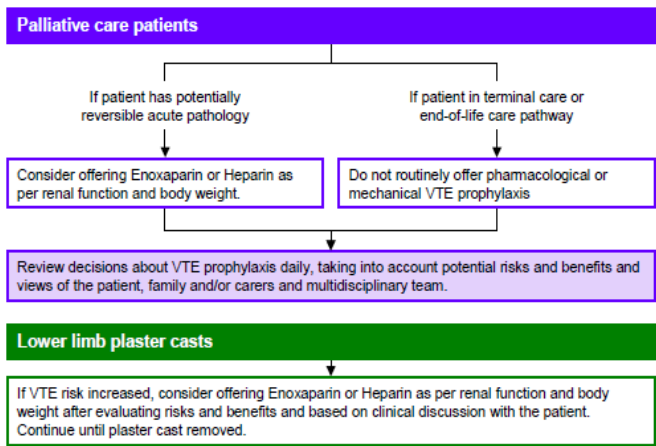 Palliative care patients
If patient has potentially
reversible acute pathology
If patient in terminal care or
end-of-life care pathway
Consider offering Enoxaparin or Heparin as
per renal function and body weight.
Do not routinely offer pharmacological or
mechanical VTE prophylaxis
Review decisions about VTE prophylaxis daily, taking into account potential risks and benefits and
views of the patient, family and/or carers and multidisciplinary team.
Lower limb plaster casts
If VTE risk increased, consider offering Enoxaparin or Heparin as per renal function and body
weight after evaluating risks and benefits and based on clinical discussion with the patient.
Continue until plaster cast removed.